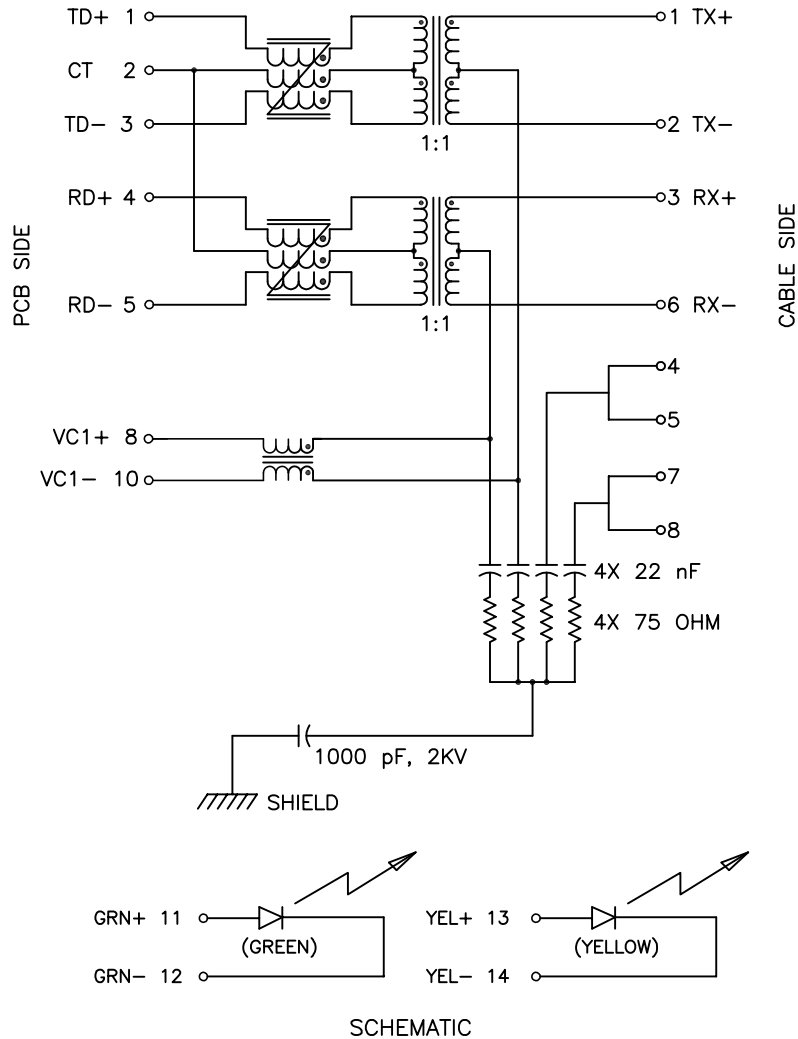 TD+ 1
1 TX+
CT 2
TD- 3
2 TX-
1:1
RD+ 4
3 RX+
PCB SIDE
CABLE SIDE
RD- 5
6 RX-
1:1
4
5
VC1+ 8
7
VC1- 10
8
4X 22 nF
4X 75 OHM
1000 pF, 2KV
SHIELD
GRN+ 11
YEL+ 13
(GREEN)
(YELLOW)
GRN- 12
YEL- 14
SCHEMATIC